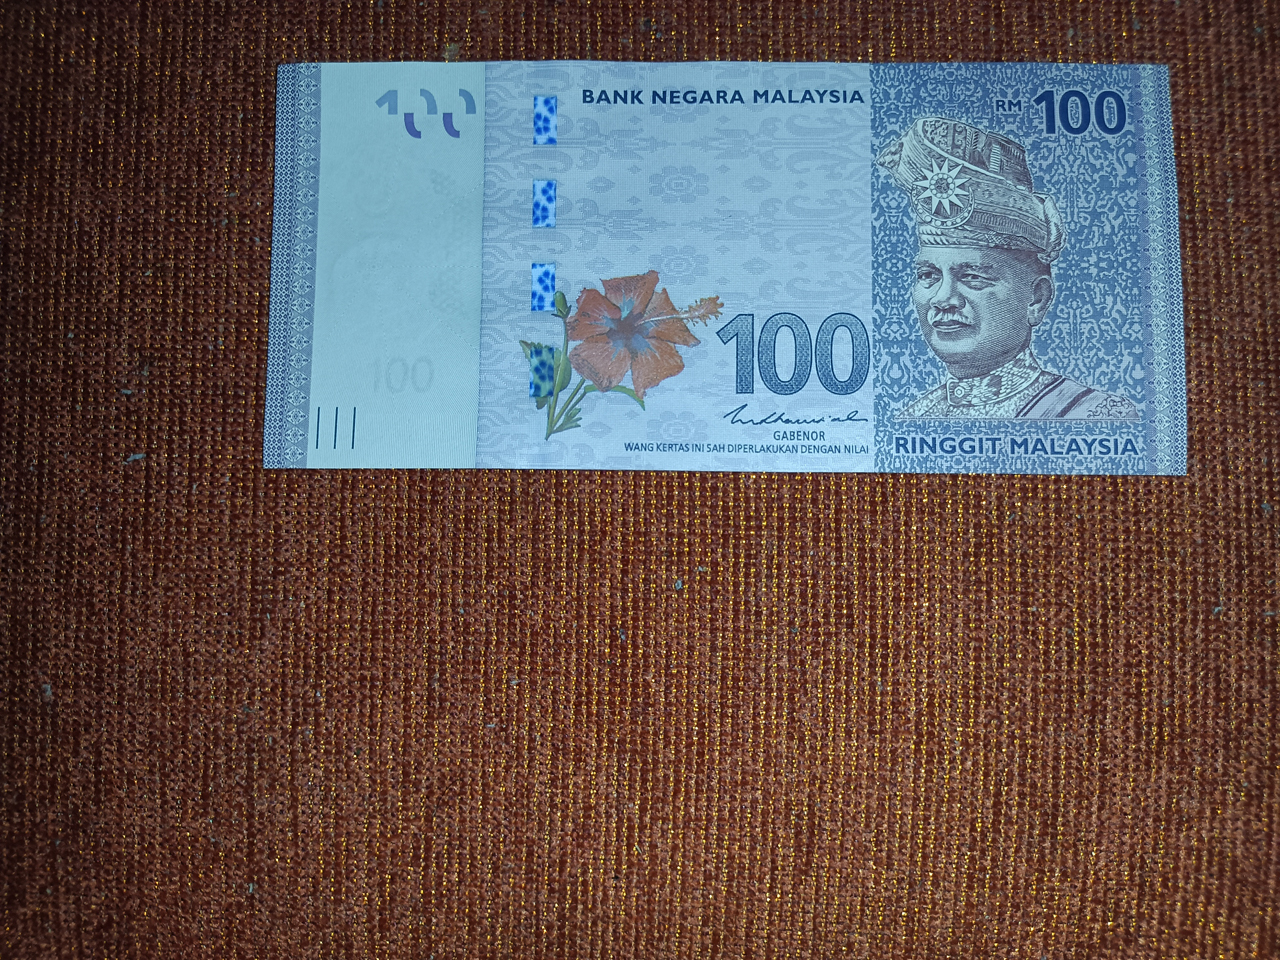 BANK NEGARA MALAYSIA
RM 100
100
100
100
GABENOR
WANG KERTAS INI SAH DIPERLAKUKAN DENGAN NILAI
RINGGIT MALAYSIA